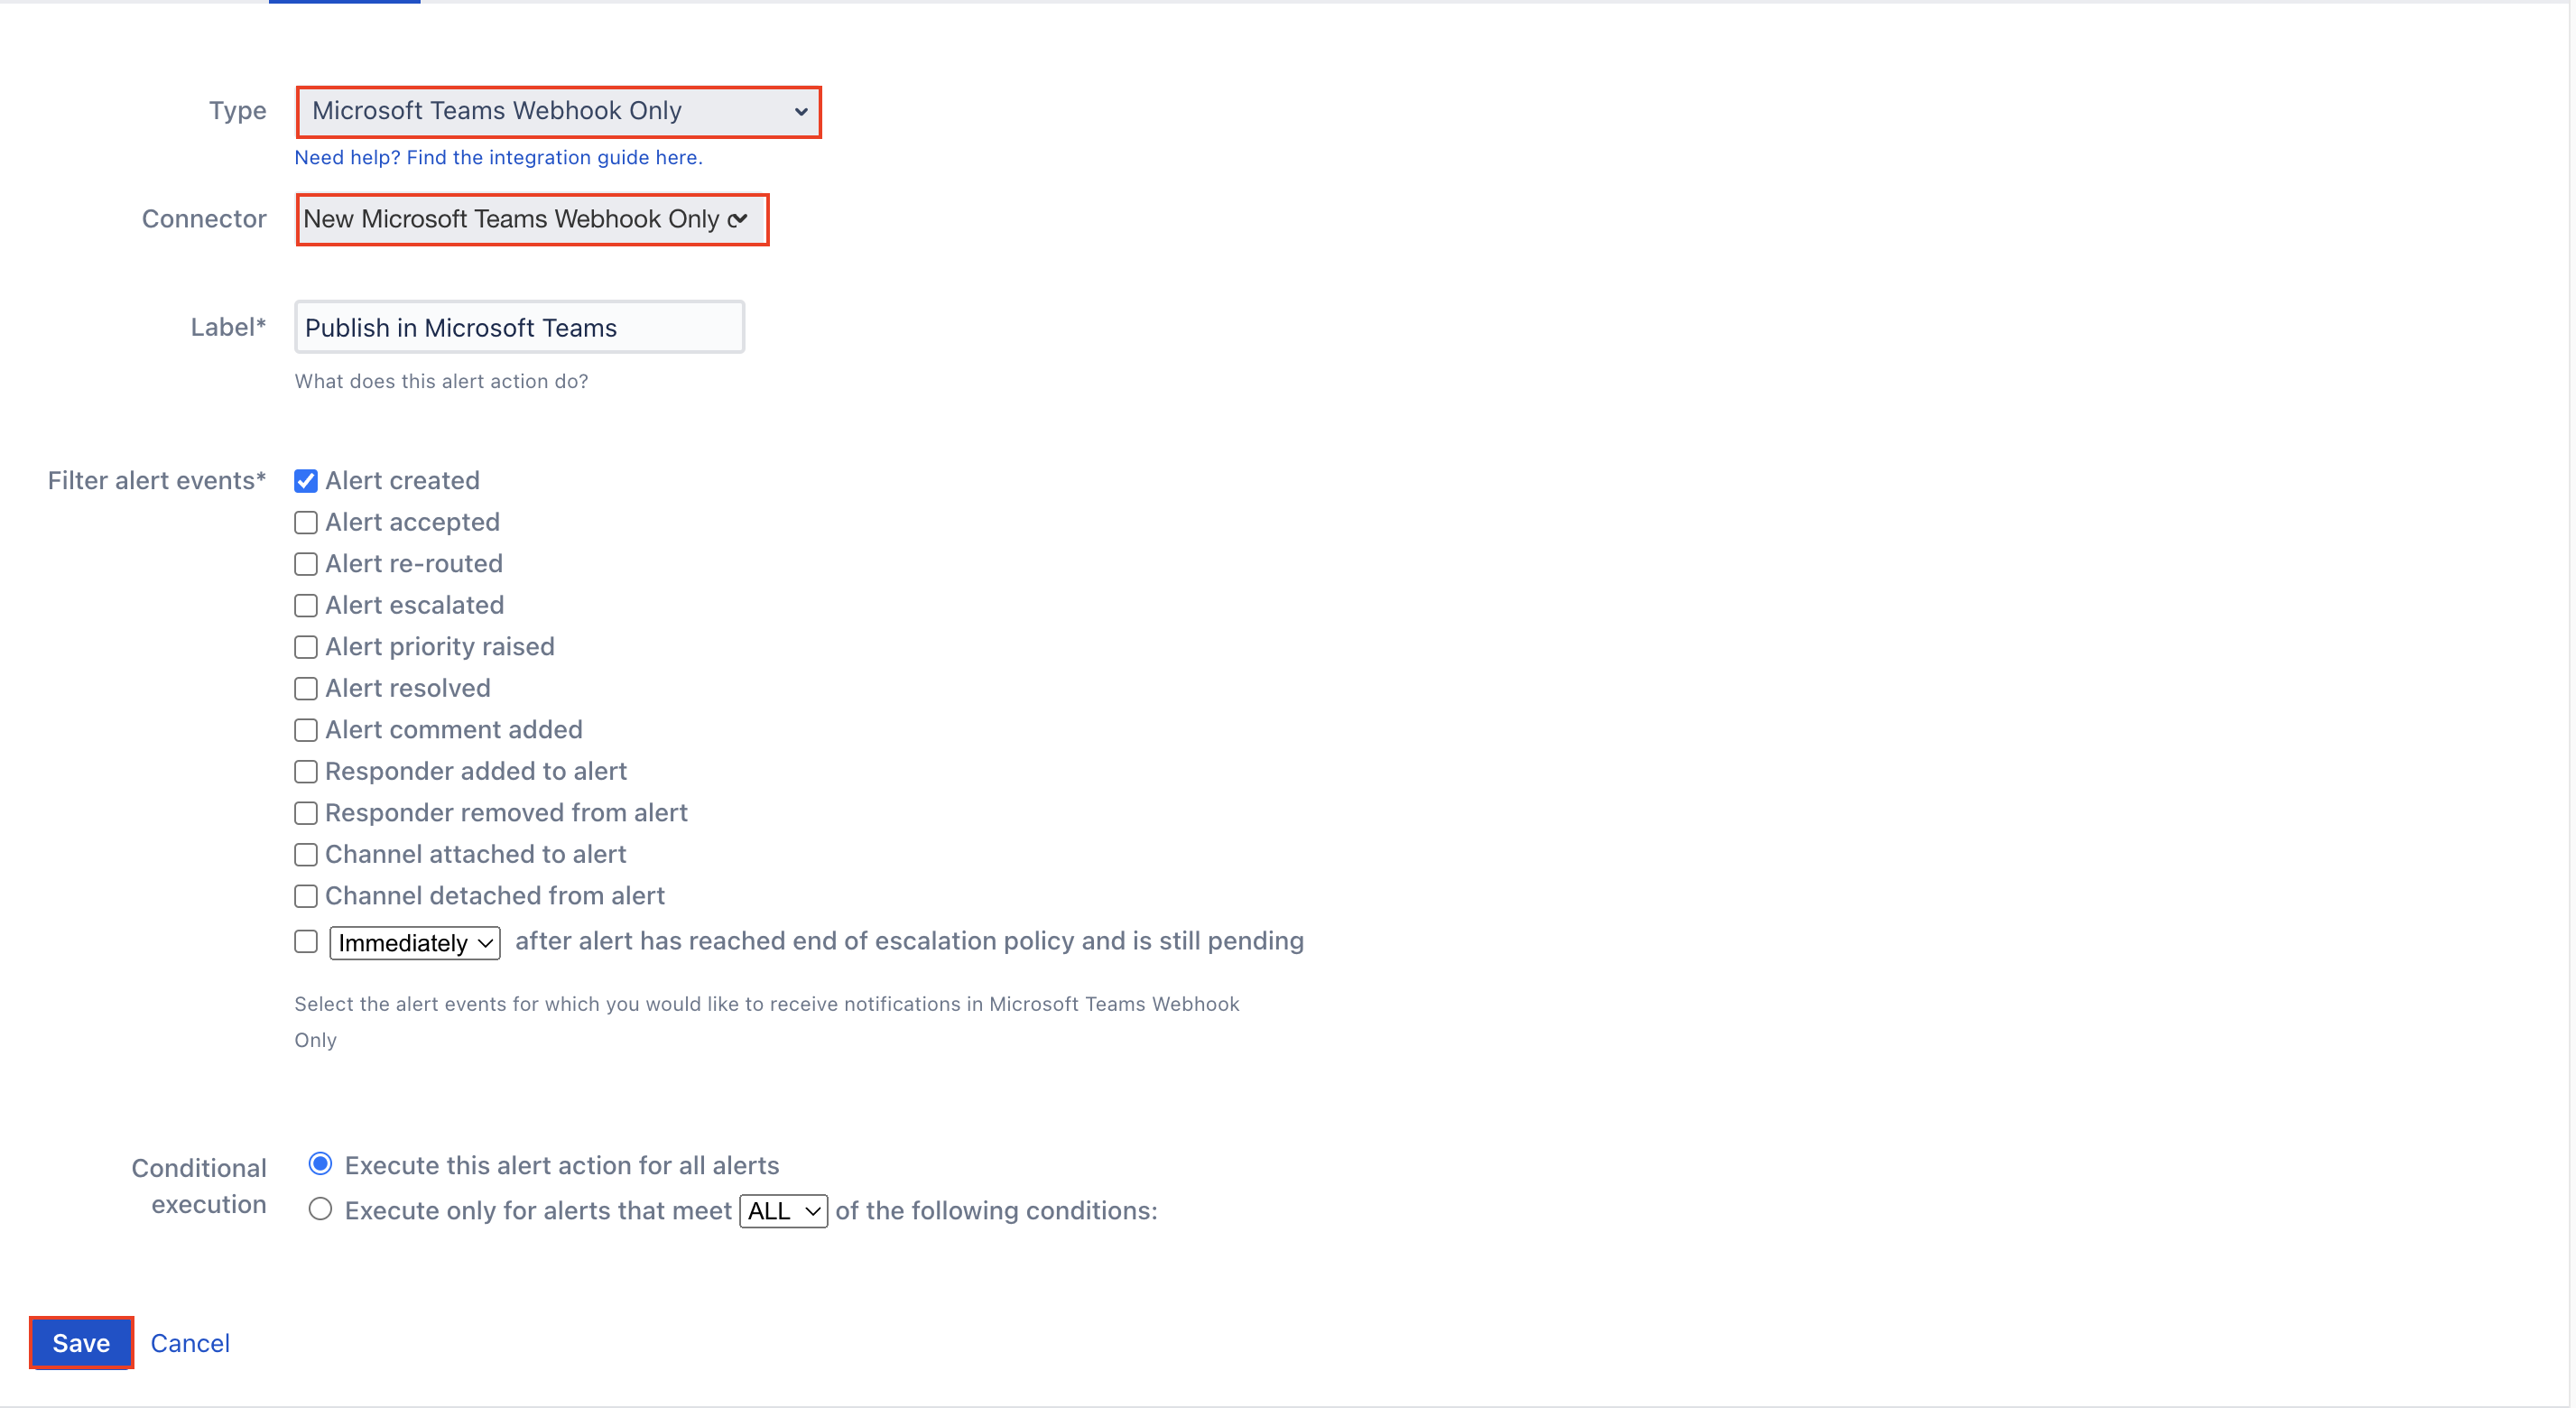 Type
Microsoft Teams Webhook Only
Need help? Find the integration guide here.
Connector
New Microsoft Teams Webhook Only
Label*
Publish in Microsoft Teams
What does this alert action do?
Filter alert events*
Alert created
Alert accepted
Alert re-routed
Alert escalated
Alert priority raised
Alert resolved
Alert comment added
Responder added to alert
Responder removed from alert
Channel attached to alert
Channel detached from alert
Immediately after alert has reached end of escalation policy and is still pending
Select the alert events for which you would like to receive notifications in Microsoft Teams Webhook
Only
Conditional
execution
Execute this alert action for all alerts
Execute only for alerts that meet ALL of the following conditions:
Save Cancel